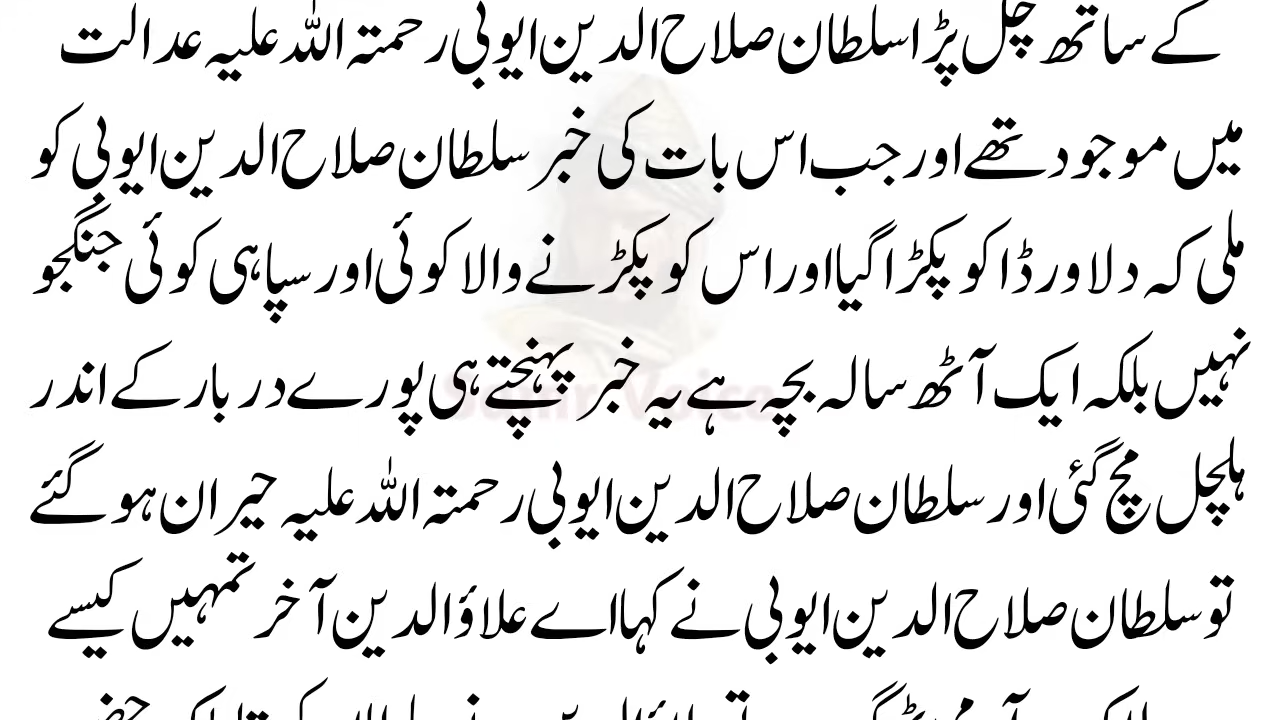 کے ساتھ چل پڑا سلطان صلاح الدین ایوبی رحمتہ اللہ علیہ عدالت
میں موجود تھے اور جب اس بات کی خبر سلطان صلاح الدین ایوبی کو
ملی کہ دلاور ڈاکو پکڑا گیا اور اس کو پکڑنے والا کوئی اور سپاہی کوئی جنگجو
نہیں بلکہ ایک آٹھ سالہ بچہ ہے یہ خبر پہنچتے ہی پورے دربار کے اندر
ہلچل مچ گئی اور سلطان صلاح الدین ایوبی رحمتہ اللہ علیہ حیران ہو گئے
تو سلطان صلاح الدین ایوبی نے کہا اے علاؤالدین آخر تمہیں کیسے